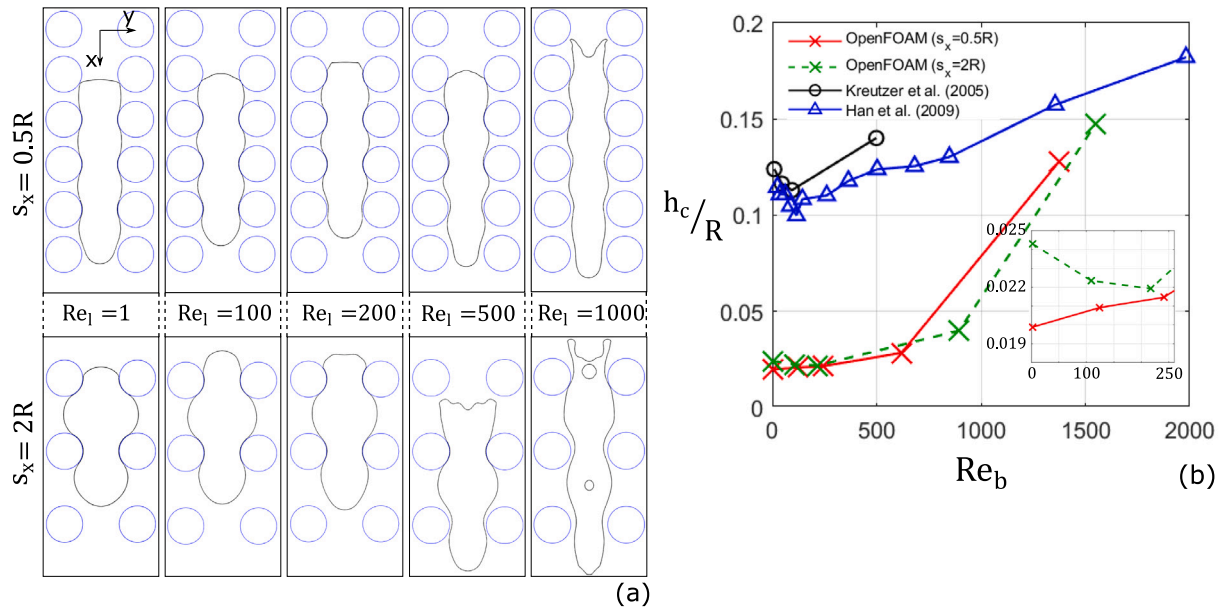 y
x
s_x = 0.5R
Re_l =1
Re_l =100
Re_l =200
Re_l =500
Re_l =1000
s_x = 2R
(a)
0.2
0.15
0.1
0.05
0
h_c/R
OpenFOAM (s_x=0.5R)
OpenFOAM (s_x=2R)
Kreutzer et al. (2005)
Han et al. (2009)
0.025
0.022
0.019
0 100 250
0 500 1000 1500 2000
Re_b
(b)